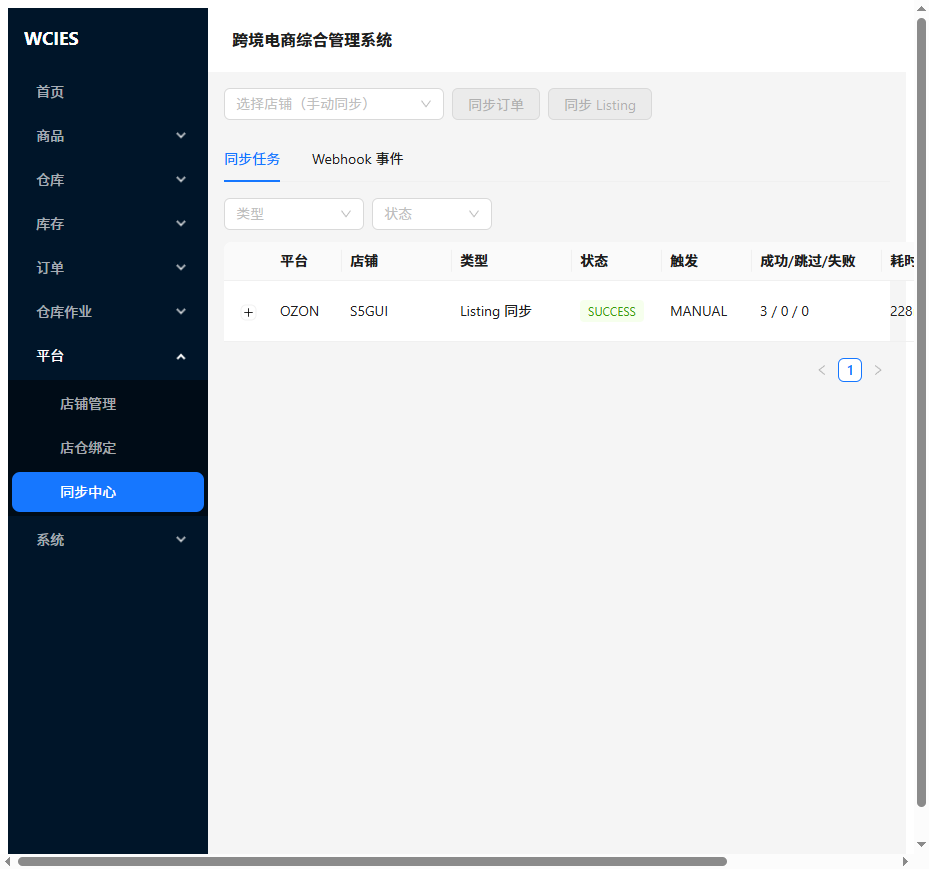 WCIES
跨境电商综合管理系统
首页
商品
仓库
库存
订单
仓库作业
平台
店铺管理
店仓绑定
同步中心
系统
选择店铺（手动同步） 同步订单 同步 Listing
同步任务 Webhook 事件
类型 状态
平台 店铺 类型 状态 触发 成功/跳过/失败 耗时
OZON S5GUI Listing 同步 SUCCESS MANUAL 3 / 0 / 0 228
1